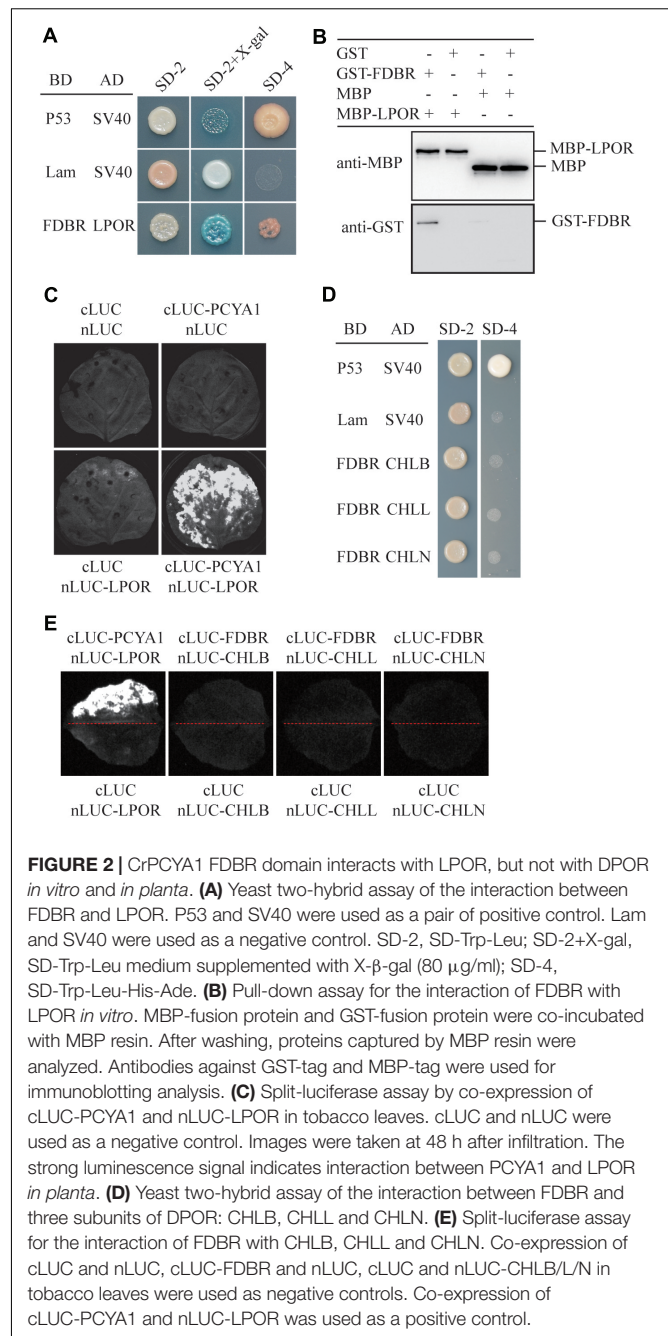 A
BD AD SD-2 SD-2+X-gal SD-4
P53 SV40
Lam SV40
FDBR LPOR
B
GST - + - +
GST-FDBR + - + -
MBP - - + +
MBP-LPOR + + - -
anti-MBP MBP-LPOR
MBP
anti-GST GST-FDBR
C
cLUC cLUC-PCYA1
nLUC nLUC
cLUC cLUC-PCYA1
nLUC-LPOR nLUC-LPOR
D
BD AD SD-2 SD-4
P53 SV40
Lam SV40
FDBR CHLB
FDBR CHLL
FDBR CHLN
E
cLUC-PCYA1 cLUC-FDBR cLUC-FDBR cLUC-FDBR
nLUC-LPOR nLUC-CHLB nLUC-CHLL nLUC-CHLN
cLUC cLUC cLUC cLUC
nLUC-LPOR nLUC-CHLB nLUC-CHLL nLUC-CHLN
FIGURE 2 | CrPCYA1 FDBR domain interacts with LPOR, but not with DPOR
in vitro and in planta. (A) Yeast two-hybrid assay of the interaction between
FDBR and LPOR. P53 and SV40 were used as a pair of positive control. Lam
and SV40 were used as a negative control. SD-2, SD-Trp-Leu; SD-2+X-gal,
SD-Trp-Leu medium supplemented with X-β-gal (80 μg/ml); SD-4,
SD-Trp-Leu-His-Ade. (B) Pull-down assay for the interaction of FDBR with
LPOR in vitro. MBP-fusion protein and GST-fusion protein were co-incubated
with MBP resin. After washing, proteins captured by MBP resin were
analyzed. Antibodies against GST-tag and MBP-tag were used for
immunoblotting analysis. (C) Split-luciferase assay by co-expression of
cLUC-PCYA1 and nLUC-LPOR in tobacco leaves. cLUC and nLUC were
used as a negative control. Images were taken at 48 h after infiltration. The
strong luminescence signal indicates interaction between PCYA1 and LPOR
in planta. (D) Yeast two-hybrid assay of the interaction between FDBR and
three subunits of DPOR: CHLB, CHLL and CHLN. (E) Split-luciferase assay
for the interaction of FDBR with CHLB, CHLL and CHLN. Co-expression of
cLUC and nLUC, cLUC-FDBR and nLUC, cLUC and nLUC-CHLB/L/N in
tobacco leaves were used as negative controls. Co-expression of
cLUC-PCYA1 and nLUC-LPOR was used as a positive control.